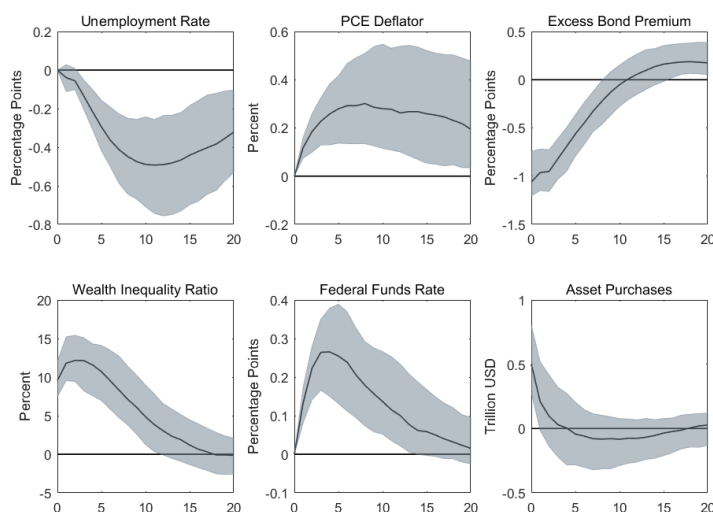 Unemployment Rate
PCE Deflator
Excess Bond Premium
Percentage Points
0.2
0
-0.2
-0.4
-0.6
-0.8
0 5 10 15 20
Percent
0.6
0.4
0.2
0
-0.2
0 5 10 15 20
Percentage Points
0.5
0
-0.5
-1
-1.5
0 5 10 15 20
Wealth Inequality Ratio
Federal Funds Rate
Asset Purchases
Percent
20
15
10
5
0
-5
0 5 10 15 20
Percentage Points
0.4
0.3
0.2
0.1
0
-0.1
0 5 10 15 20
Trillion USD
1
0.5
0
-0.5
0 5 10 15 20